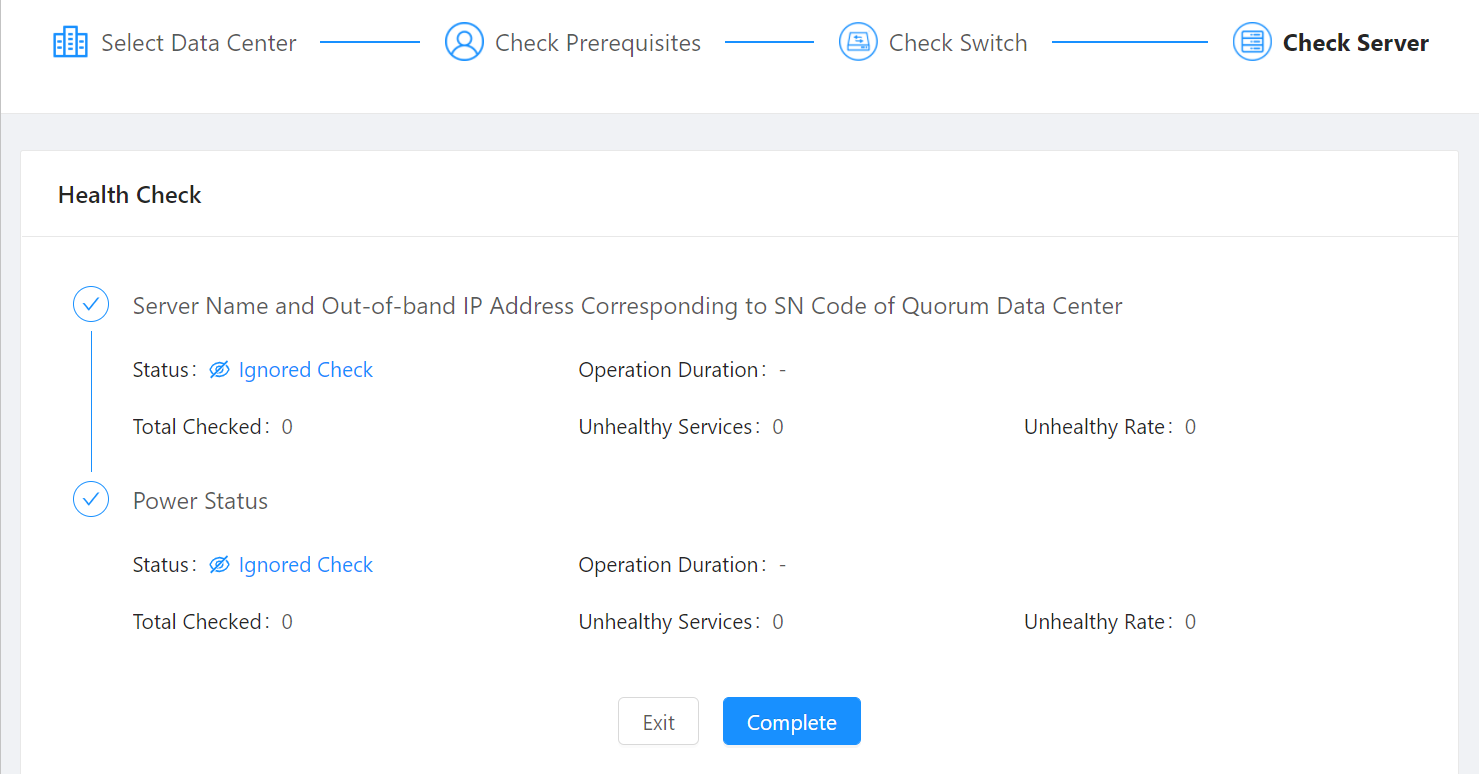 Select Data Center Check Prerequisites Check Switch Check Server
Health Check
Server Name and Out-of-band IP Address Corresponding to SN Code of Quorum Data Center
Status: Ignored Check Operation Duration: -
Total Checked: 0 Unhealthy Services: 0 Unhealthy Rate: 0
Power Status
Status: Ignored Check Operation Duration: -
Total Checked: 0 Unhealthy Services: 0 Unhealthy Rate: 0
Exit Complete